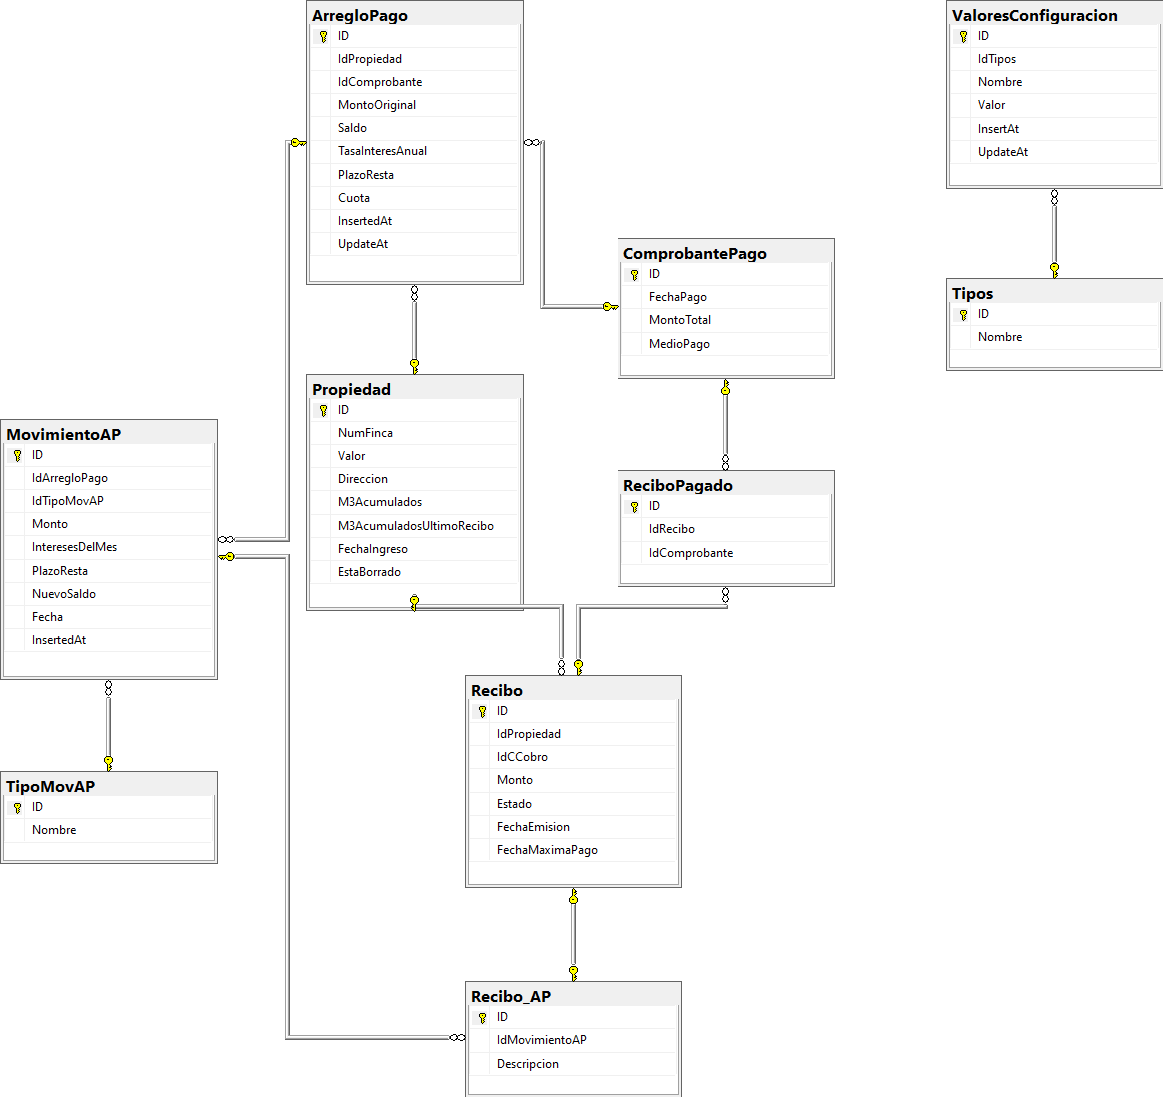 ArregloPago
ID
IdPropiedad
IdComprobante
MontoOriginal
Saldo
TasaInteresAnual
PlazoResta
Cuota
InsertedAt
UpdateAt
ValoresConfiguracion
ID
IdTipos
Nombre
Valor
InsertAt
UpdateAt
ComprobantePago
ID
FechaPago
MontoTotal
MedioPago
Tipos
ID
Nombre
Propiedad
ID
NumFinca
Valor
Direccion
M3Acumulados
M3AcumuladosUltimoRecibo
FechaIngreso
EstaBorrado
MovimientoAP
ID
IdArregloPago
IdTipoMovAP
Monto
InteresesDelMes
PlazoResta
NuevoSaldo
Fecha
InsertedAt
ReciboPagado
ID
IdRecibo
IdComprobante
Recibo
ID
IdPropiedad
IdCCobro
Monto
Estado
FechaEmision
FechaMaximaPago
TipoMovAP
ID
Nombre
Recibo_AP
ID
IdMovimientoAP
Descripcion